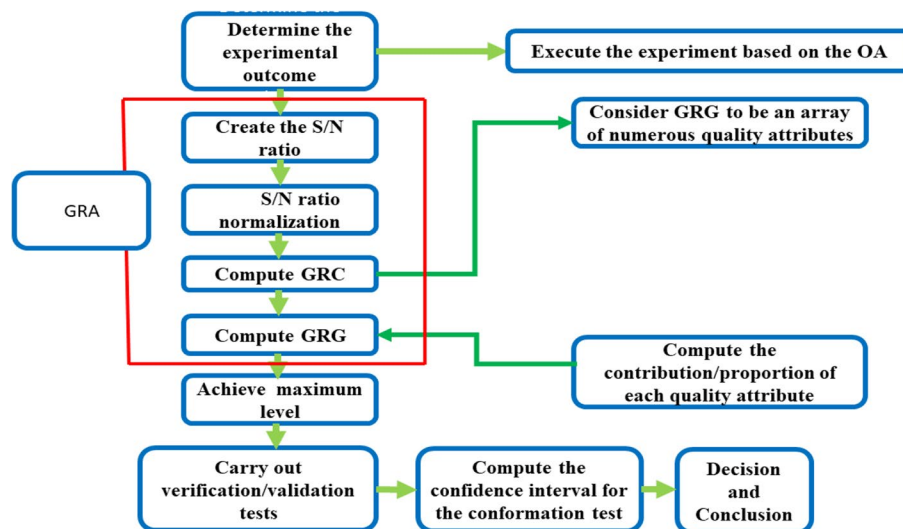 Determine the
Determine the
experimental
outcome
Execute the experiment based on the OA
Consider GRG to be an array
of numerous quality attributes
Create the S/N
ratio
GRA
S/N ratio
normalization
Compute GRC
Compute GRG
Compute the
contribution/proportion of
each quality attribute
Achieve maximum
level
Carry out
verification/validation
tests
Compute the
confidence interval for
the conformation test
Decision
and
Conclusion